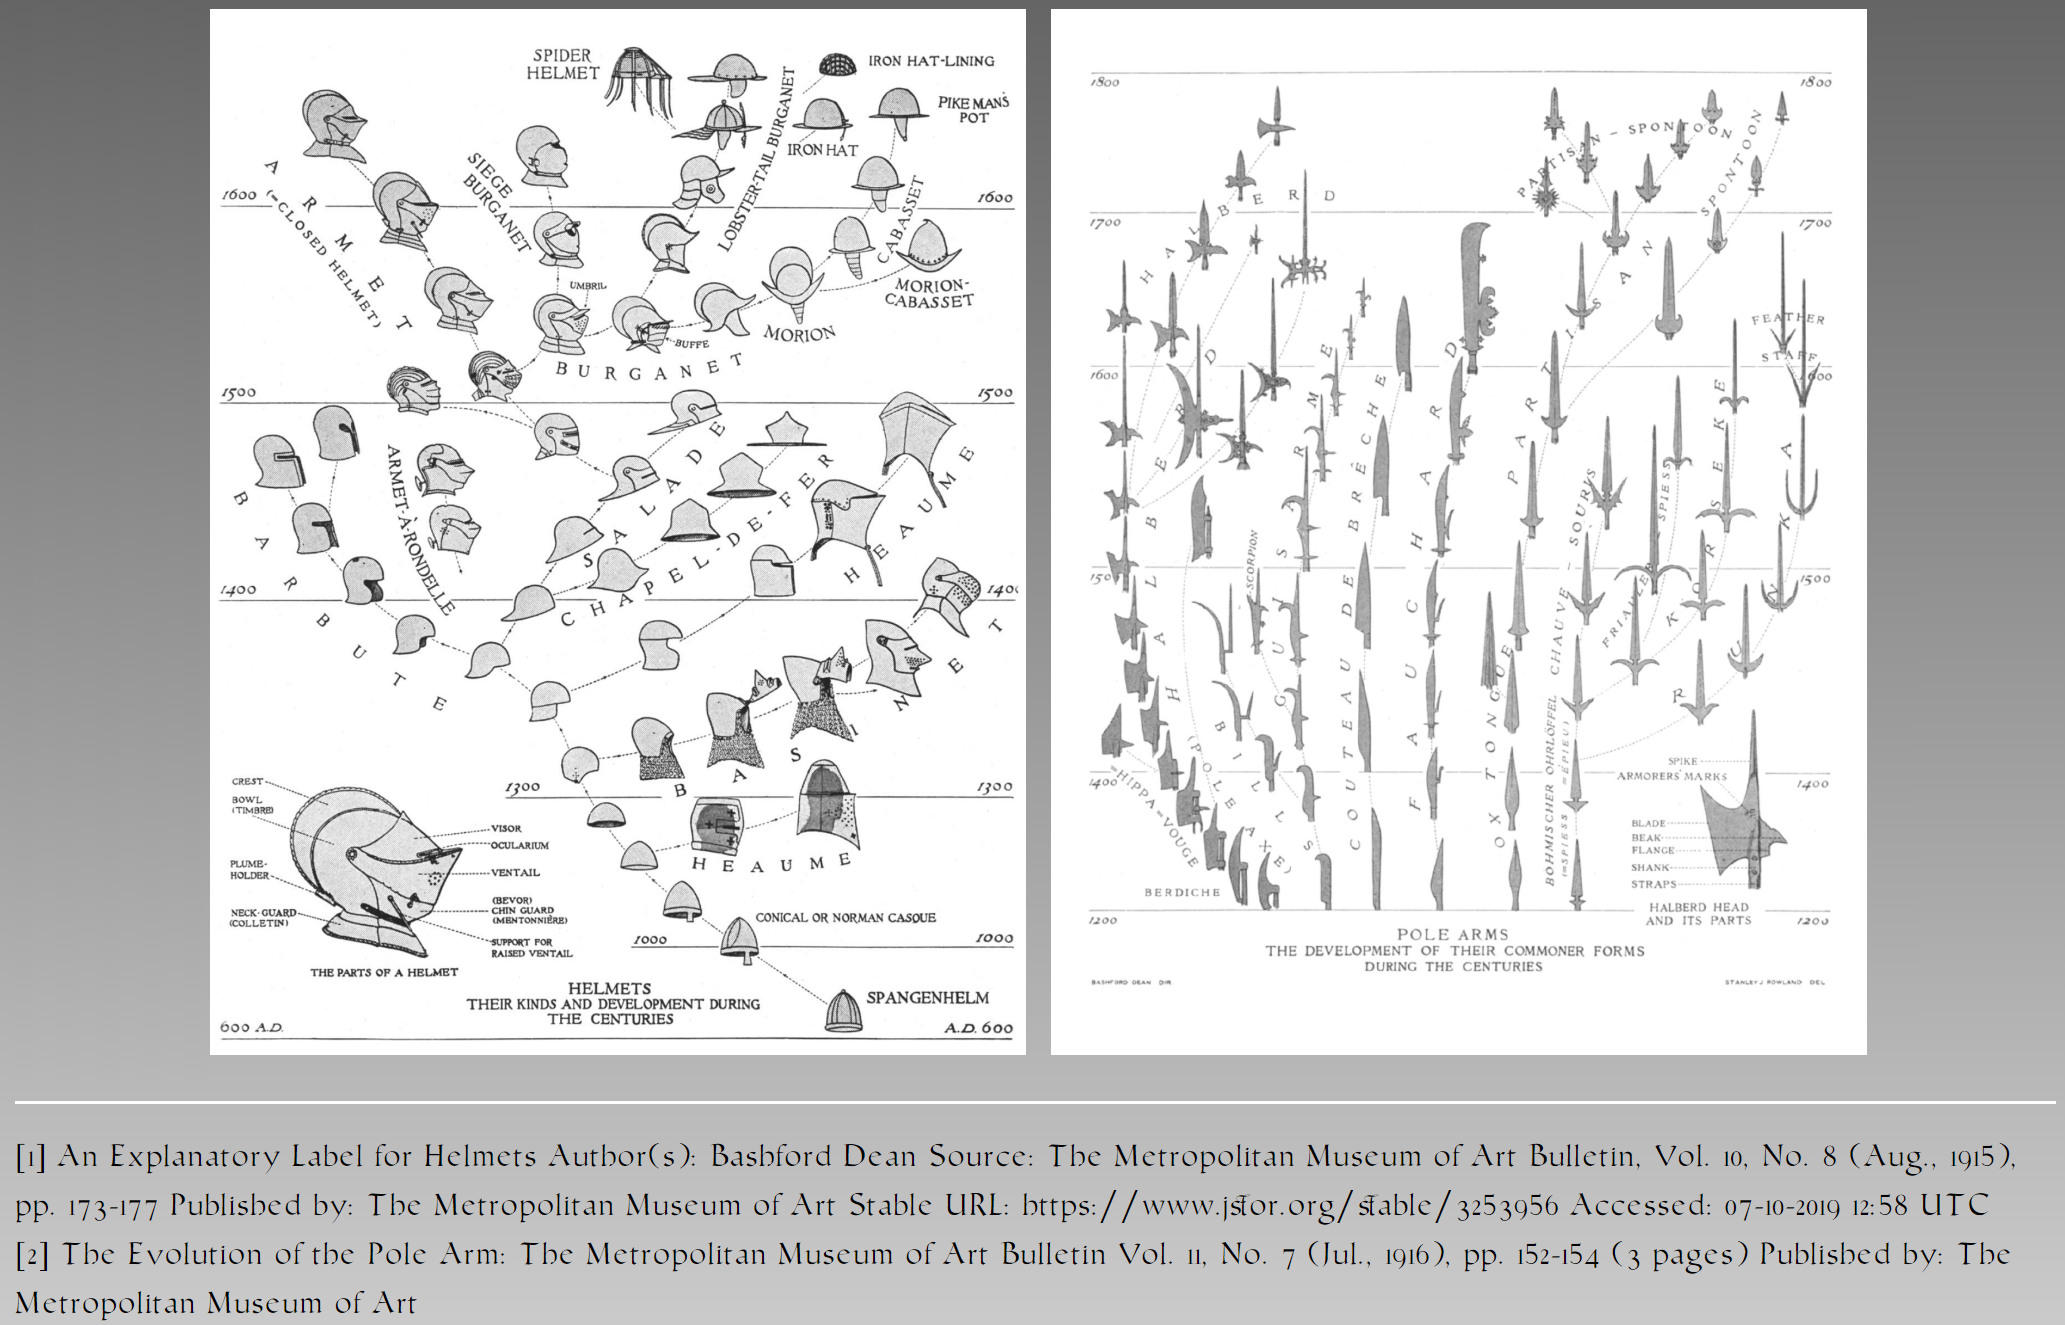 SPIDER
HELMET
IRON HAT-LINING
PIKE MAN'S
POT
IRON HAT
LOBSTER-TAIL BURGANET
SIEGE
BURGANET
ARMET
(=CLOSED HELMET)
1600
1600
CABASSET
MORION-
CABASSET
UMBRIL
BUFFE
MORION
BURGANET
1500
1500
BARBUTE
ARMET-À-RONDELLE
SALADE
CHAPEL-DE-FER
HEAUME
1400
1400
BASINET
1300
1300
HEAUME
CREST
BOWL
(TIMBRE)
VISOR
OCULARIUM
PLUME-
HOLDER
VENTAIL
(BEVOR)
CHIN GUARD
(MENTONNIÈRE)
NECK-GUARD
(COLLETIN)
SUPPORT FOR
RAISED VENTAIL
THE PARTS OF A HELMET
CONICAL OR NORMAN CASQUE
1000
1000
SPANGENHELM
HELMETS
THEIR KINDS AND DEVELOPMENT DURING
THE CENTURIES
600 A.D.
A.D. 600
1800
1800
PARTISAN-SPONTOON
SPONTOON
HALBERD
1700
1700
PARTISAN
FEATHER
STAFF
1600
1600
HALBERD
GUISARME
COUTEAU DE BRÈCHE
FAUCHARD
OX TONGUE
BOHMISCHER OHRLÖFFEL
(=SPIESS=ÉPIEU)
CHAUVE-SOURIS
FRIAULER SPIESS
KORSEKE
RUNKA
SCORPION
1500
1500
BILLS
(POLE AXE)
=HIPPA=VOUGE
1400
1400
BERDICHE
SPIKE
ARMORERS' MARKS
BLADE
BEAK
FLANGE
SHANK
STRAPS
HALBERD HEAD
AND ITS PARTS
1200
1200
POLE ARMS
THE DEVELOPMENT OF THEIR COMMONER FORMS
DURING THE CENTURIES
BASHFORD DEAN DIR
STANLEY J ROWLAND DEL
[1] An Explanatory Label for Helmets Author(s): Bashford Dean Source: The Metropolitan Museum of Art Bulletin, Vol. 10, No. 8 (Aug., 1915),
pp. 173-177 Published by: The Metropolitan Museum of Art Stable URL: https://www.jstor.org/stable/3253956 Accessed: 07-10-2019 12:58 UTC
[2] The Evolution of the Pole Arm: The Metropolitan Museum of Art Bulletin Vol. 11, No. 7 (Jul., 1916), pp. 152-154 (3 pages) Published by: The
Metropolitan Museum of Art